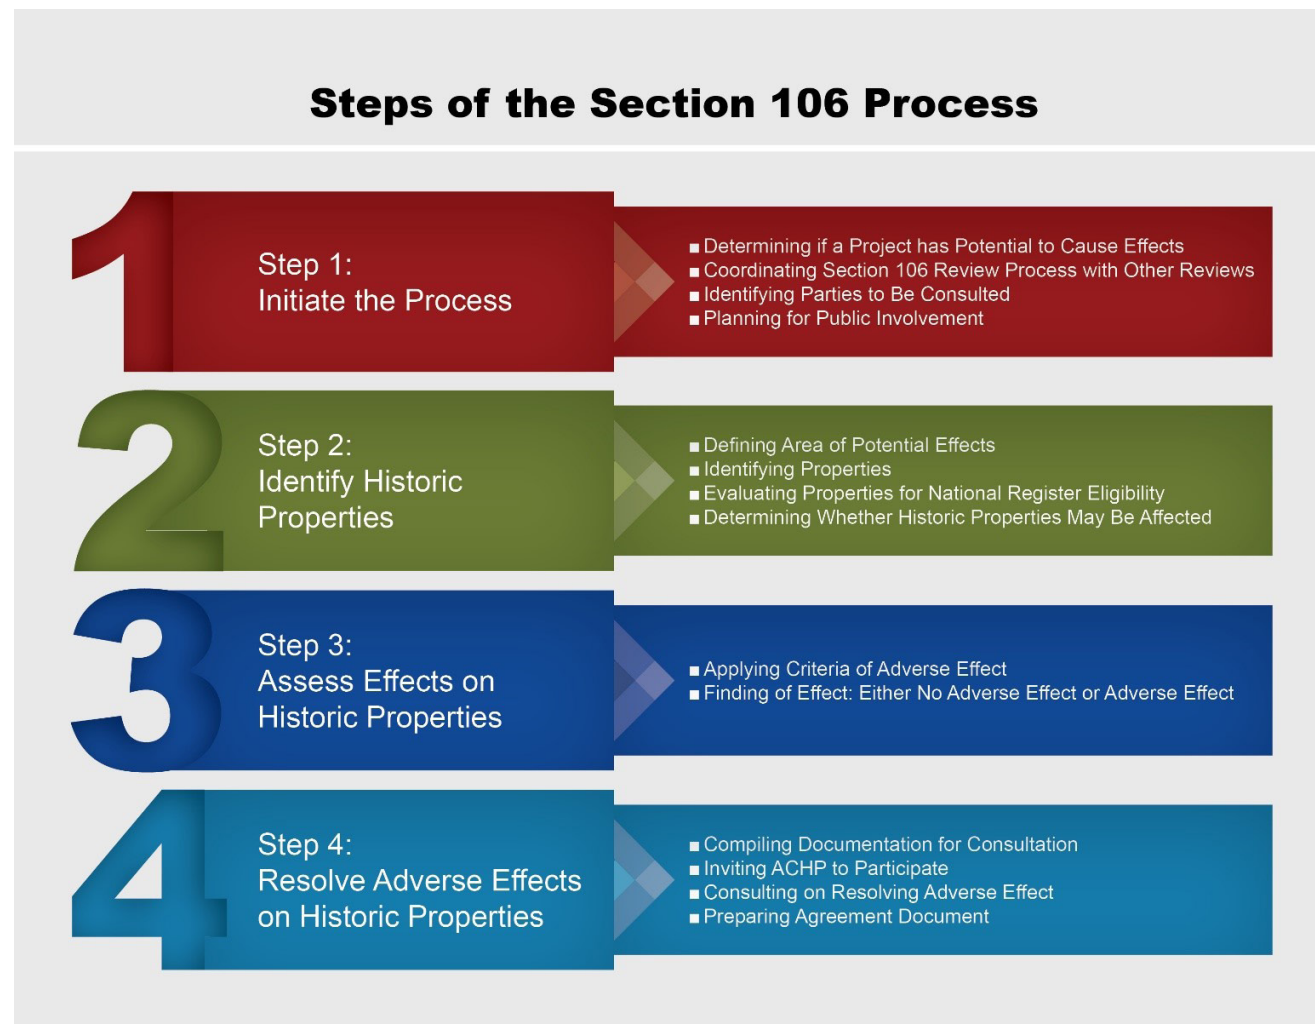 Steps of the Section 106 Process
1
Step 1:
Initiate the Process
■ Determining if a Project has Potential to Cause Effects
■ Coordinating Section 106 Review Process with Other Reviews
■ Identifying Parties to Be Consulted
■ Planning for Public Involvement
2
Step 2:
Identify Historic
Properties
■ Defining Area of Potential Effects
■ Identifying Properties
■ Evaluating Properties for National Register Eligibility
■ Determining Whether Historic Properties May Be Affected
3
Step 3:
Assess Effects on
Historic Properties
■ Applying Criteria of Adverse Effect
■ Finding of Effect: Either No Adverse Effect or Adverse Effect
4
Step 4:
Resolve Adverse Effects
on Historic Properties
■ Compiling Documentation for Consultation
■ Inviting ACHP to Participate
■ Consulting on Resolving Adverse Effect
■ Preparing Agreement Document